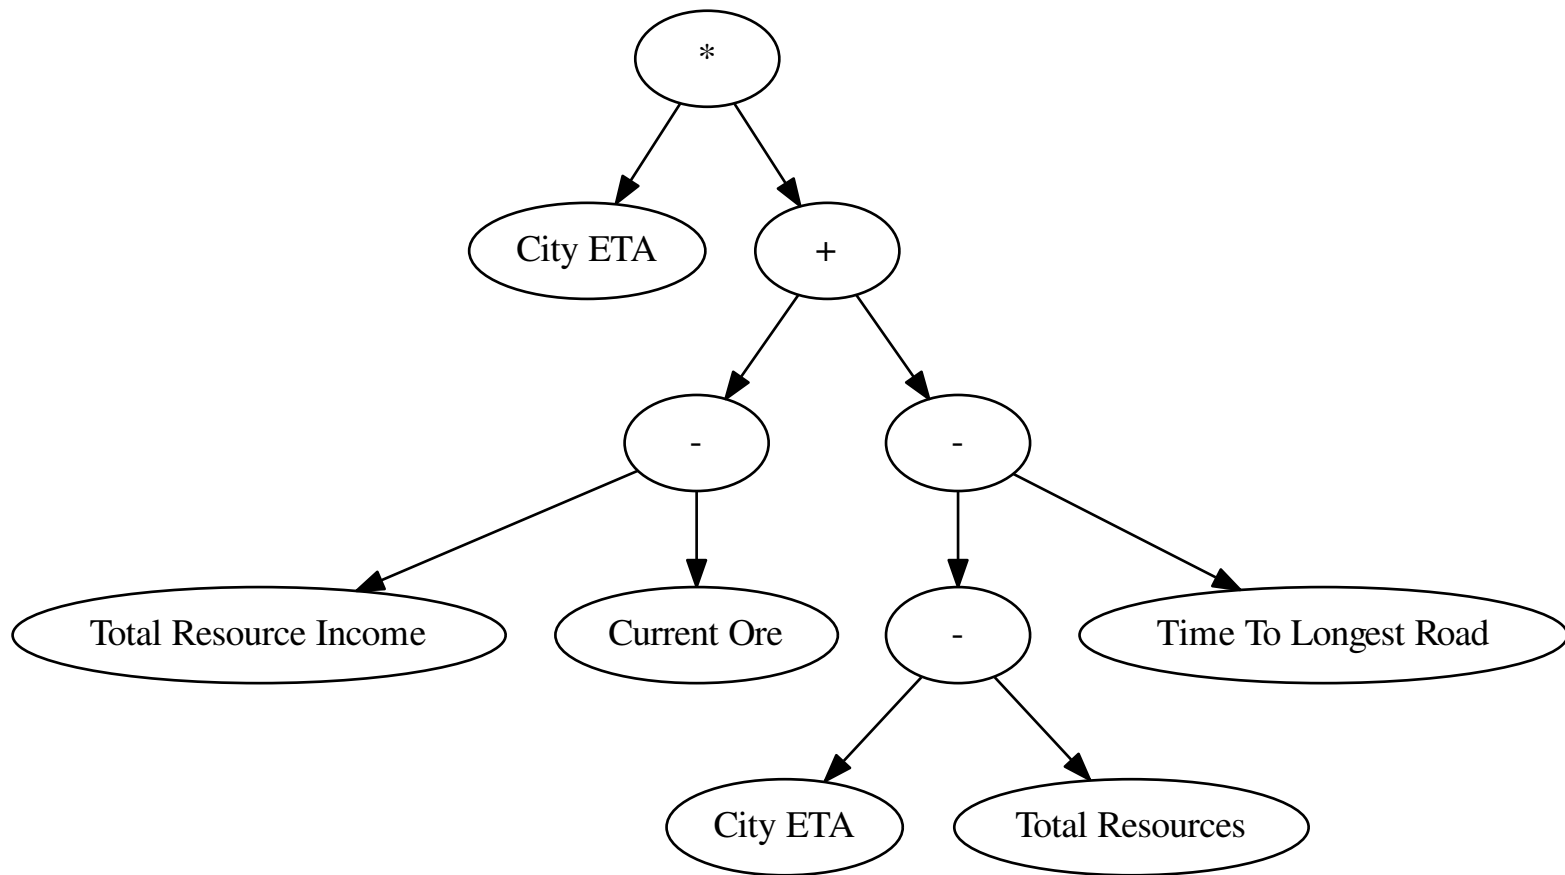 *
City ETA
+
-
-
Total Resource Income
Current Ore
-
Time To Longest Road
City ETA
Total Resources